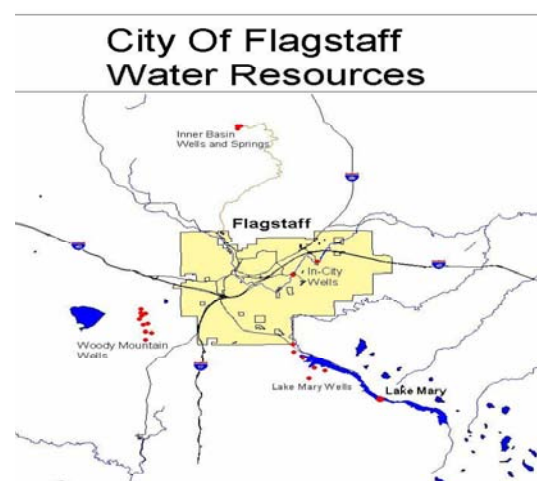 City Of Flagstaff
Water Resources
Inner Basin
Wells and Springs
Flagstaff
In-City
Wells
Woody Mountain
Wells
Lake Mary Wells
Lake Mary